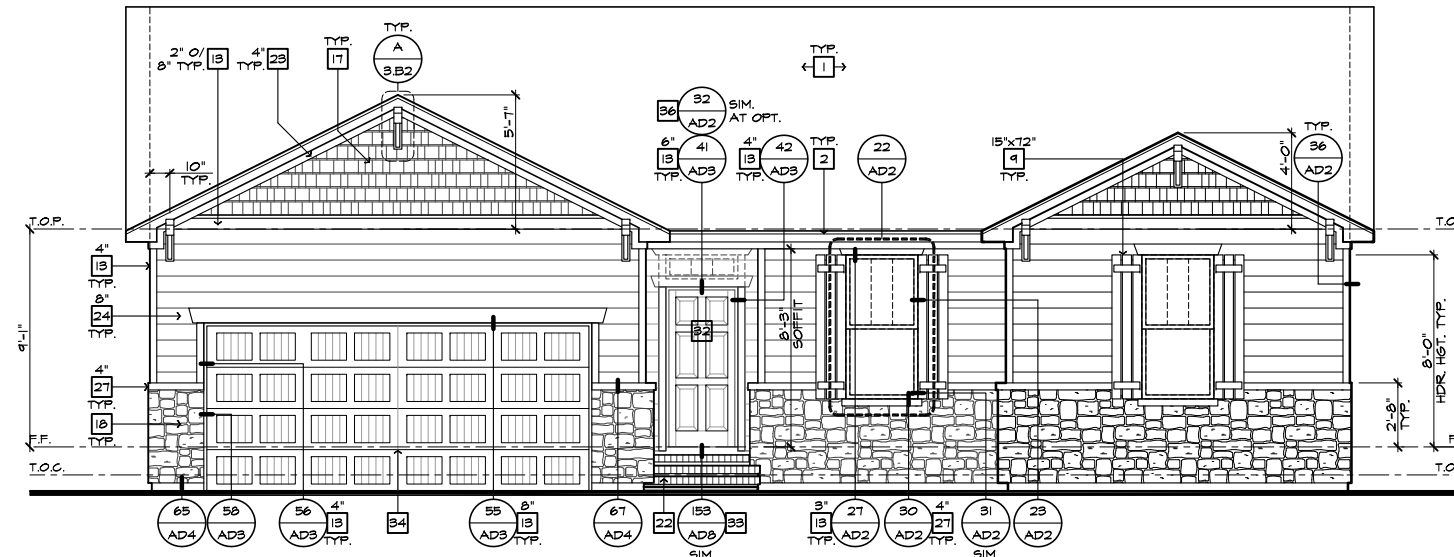 TYP.
A
3.B2
2" O/
8" TYP.
13
4"
TYP.
23
TYP.
17
TYP.
1
5'-7"
36
32
AD2
SIM.
AT OPT.
6"
13
TYP.
41
AD3
4"
13
TYP.
42
AD3
TYP.
2
22
AD2
15"x72"
9
TYP.
4'-0"
TYP.
36
AD2
10"
TYP.
T.O.P.
T.O
4"
13
TYP.
8"
24
TYP.
9'-1"
32
8'-3"
SOFFIT
8'-0"
HDR. HGT. TYP.
4"
27
TYP.
18
TYP.
2'-8"
TYP.
F.F.
F
T.O.C.
T.O
65
AD4
58
AD3
56
AD3
4"
13
TYP.
34
55
AD3
8"
13
TYP.
67
AD4
22
153
AD8
SIM
33
3"
13
TYP.
27
AD2
30
AD2
4"
27
TYP.
31
AD2
SIM
23
AD2